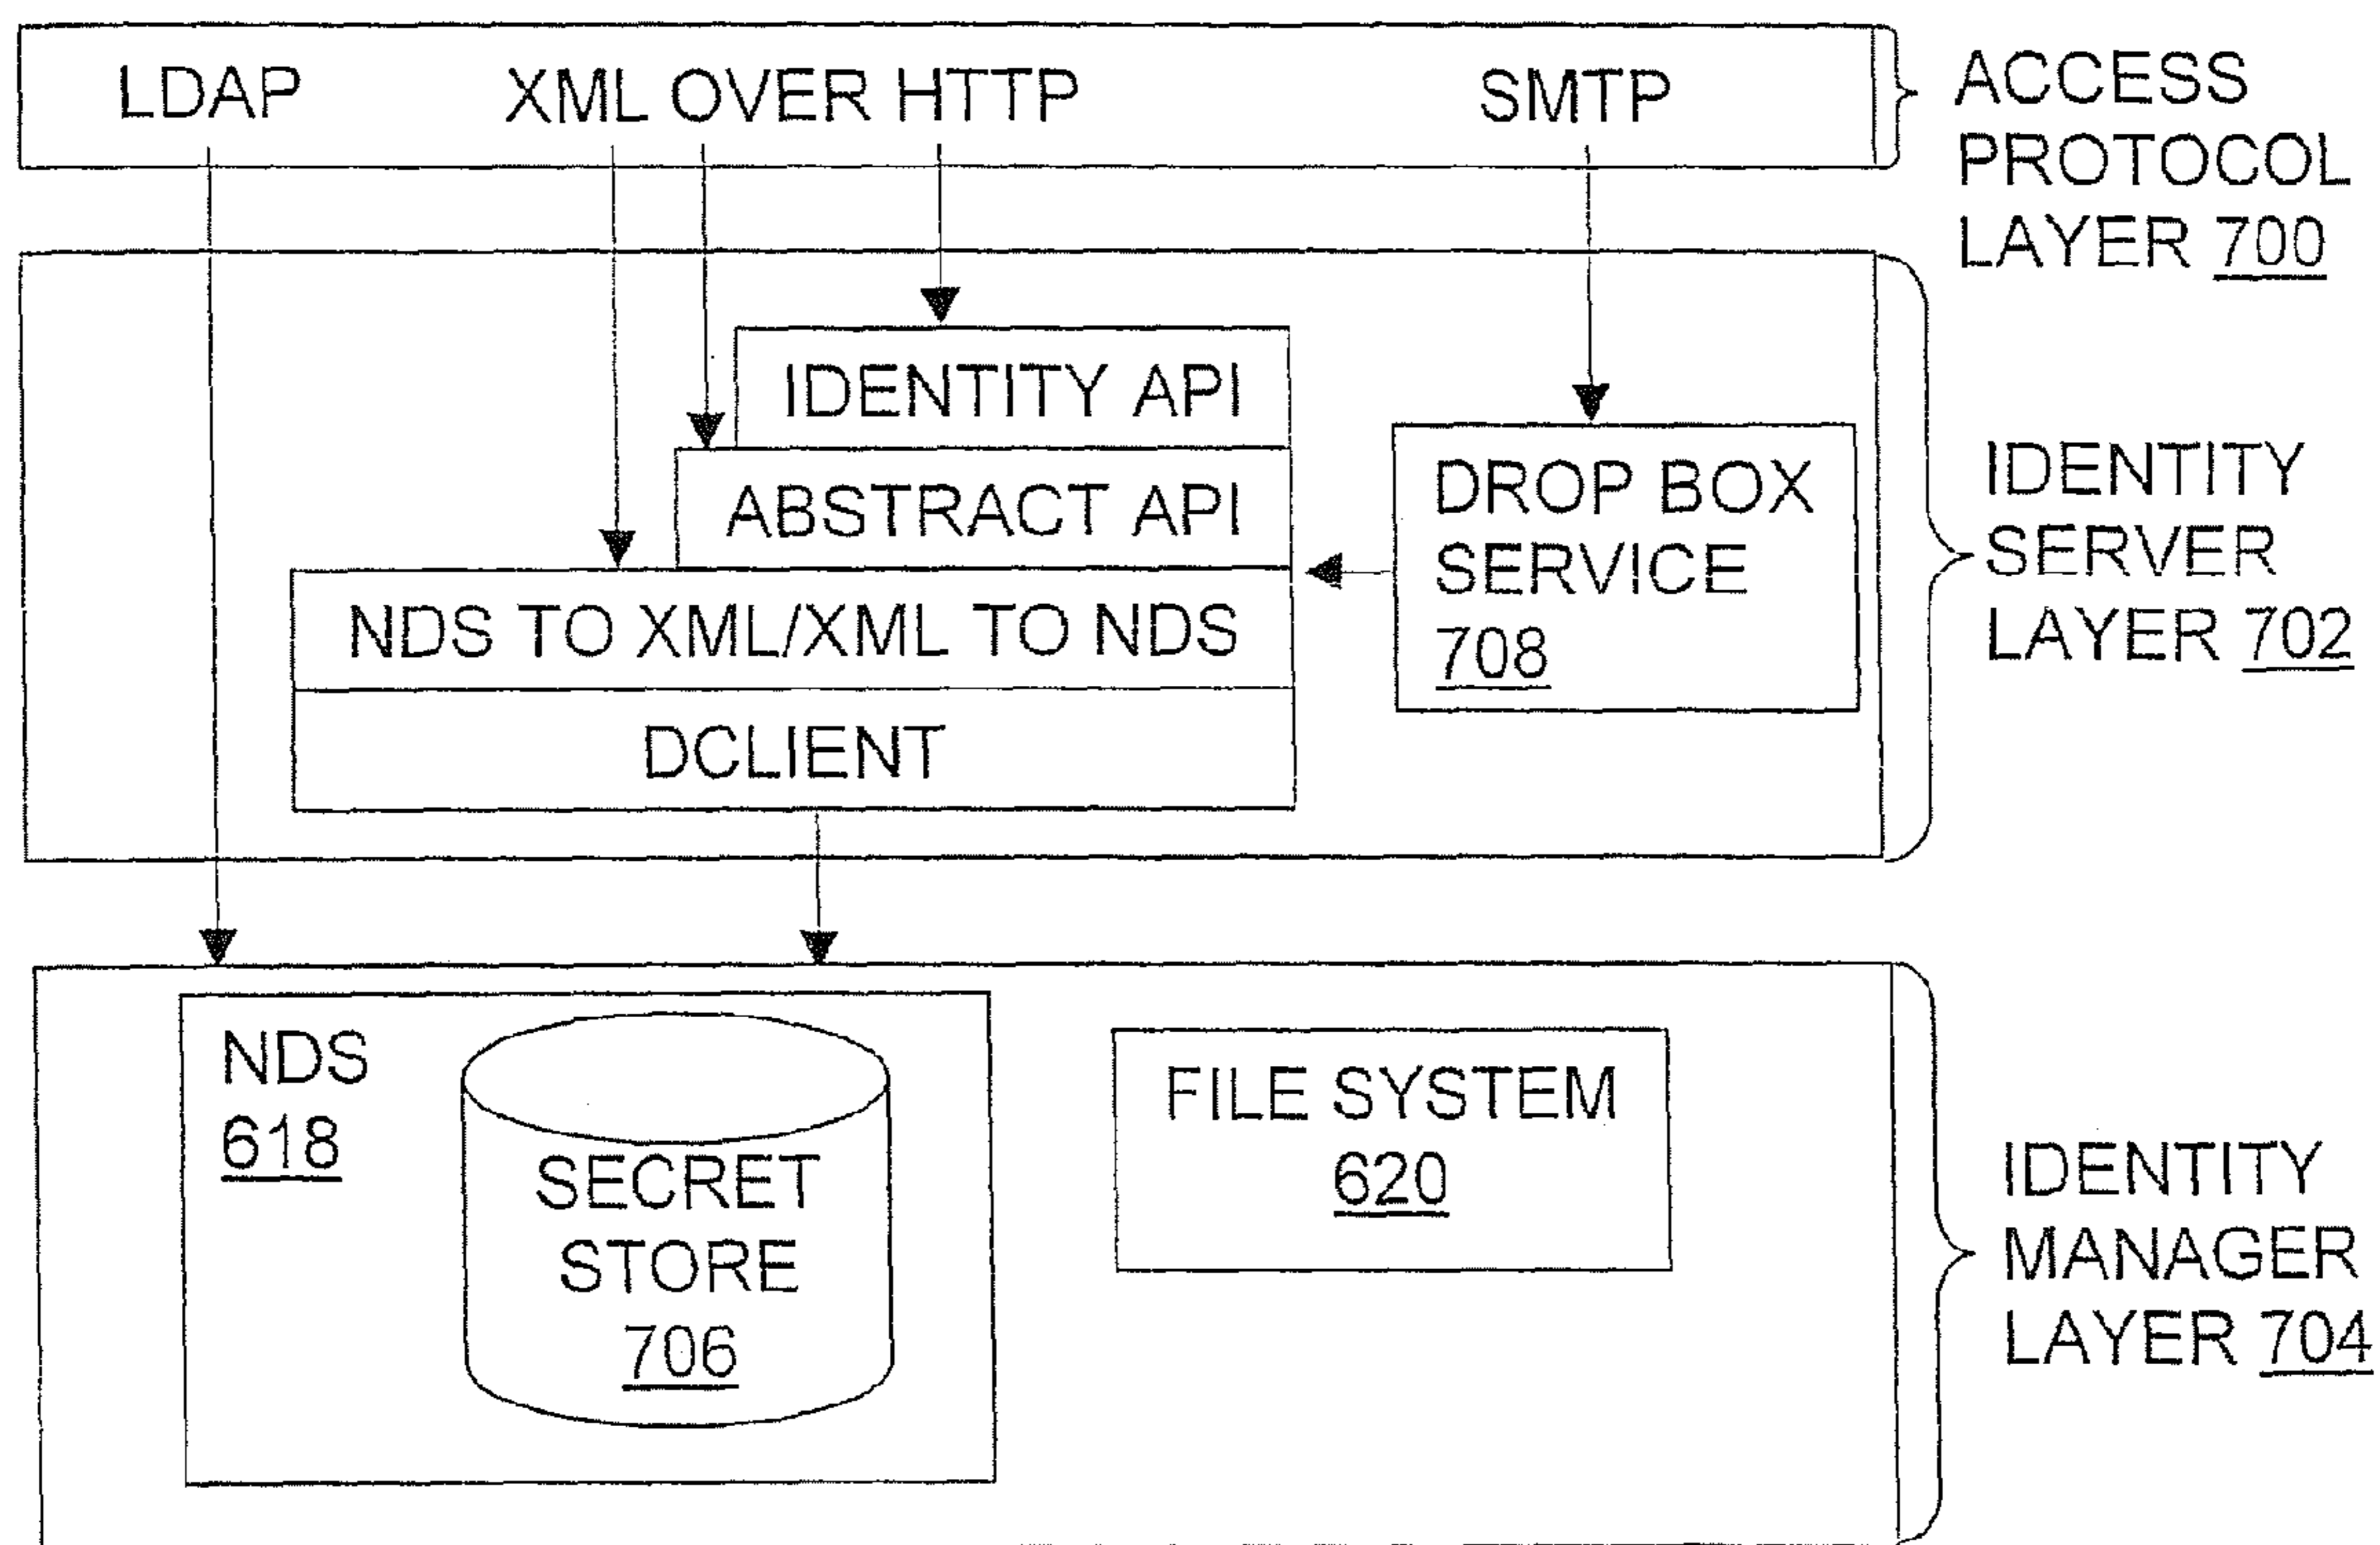 LDAP XML OVER HTTP SMTP
ACCESS
PROTOCOL
LAYER 700
IDENTITY API
ABSTRACT API
NDS TO XML/XML TO NDS
DCLIENT
DROP BOX
SERVICE
708
IDENTITY
SERVER
LAYER 702
NDS
618
SECRET
STORE
706
FILE SYSTEM
620
IDENTITY
MANAGER
LAYER 704